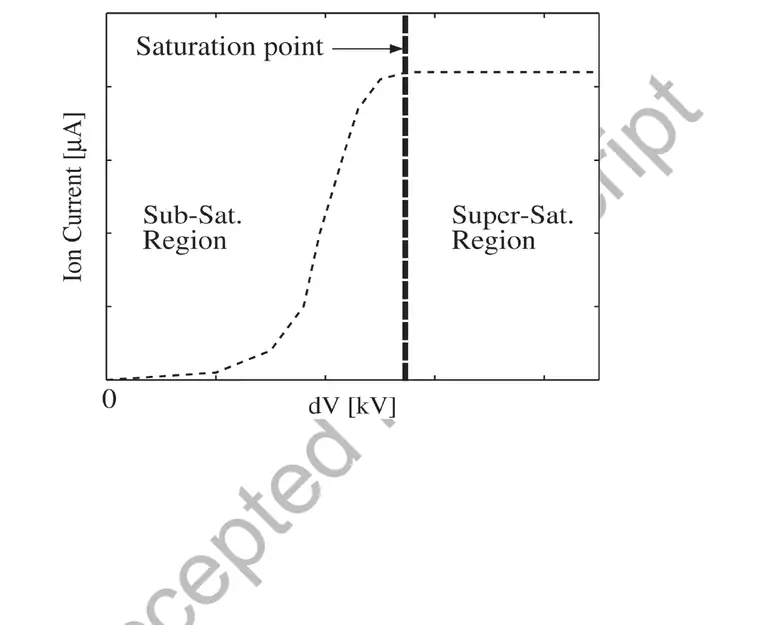 Saturation point
Ion Current [µA]
Sub-Sat.
Region
Super-Sat.
Region
0
dV [kV]